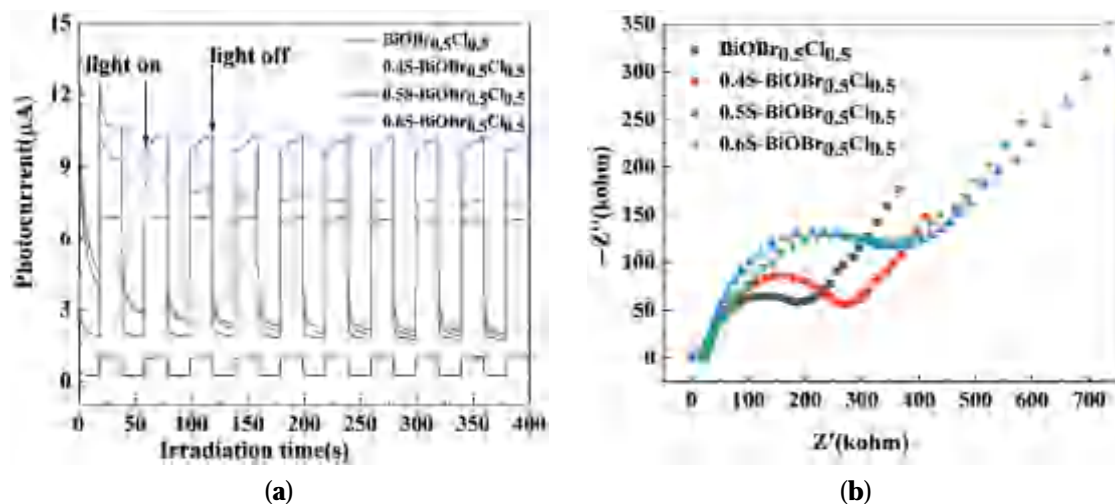 15
12
9
6
3
0
Photocurrent(μA)
light on
light off
BiOBr0.5Cl0.5
0.4S-BiOBr0.5Cl0.5
0.5S-BiOBr0.5Cl0.5
0.6S-BiOBr0.5Cl0.5
0 50 100 150 200 250 300 350 400
Irradiation time(s)
(a)
350
300
250
200
150
100
50
0
−Z''(kohm)
BiOBr0.5Cl0.5
0.4S-BiOBr0.5Cl0.5
0.5S-BiOBr0.5Cl0.5
0.6S-BiOBr0.5Cl0.5
0 100 200 300 400 500 600 700
Z'(kohm)
(b)